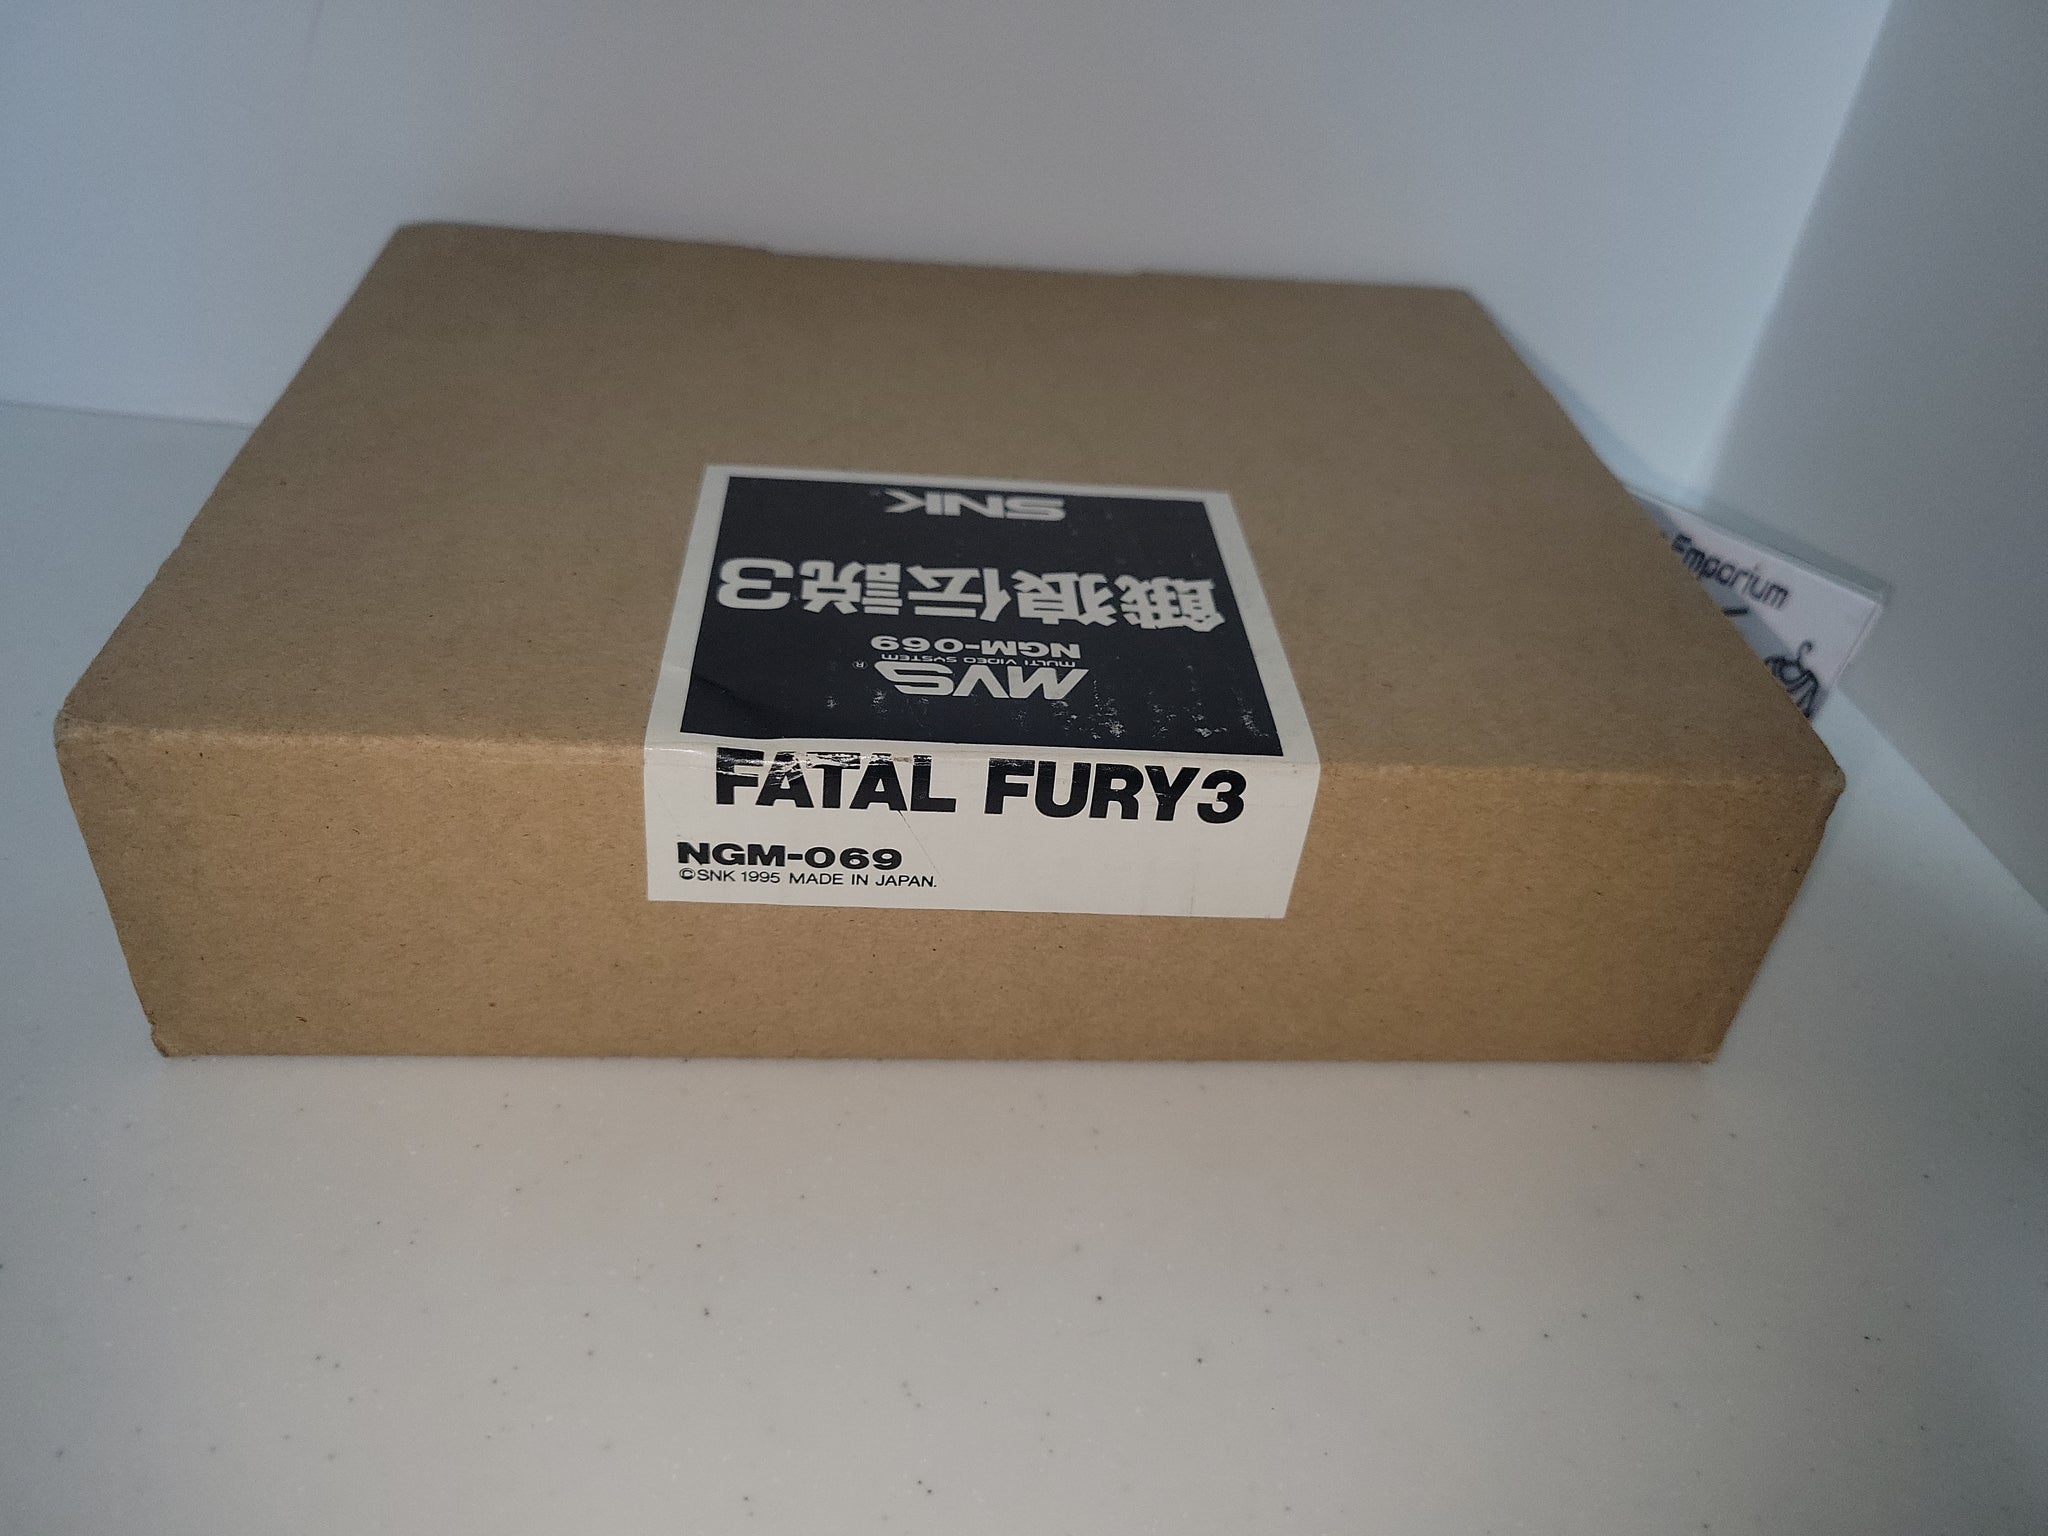 SNK
餓狼伝説3
NGM-069
MULTI VIDEO SYSTEM ®
MVS
FATAL FURY3
NGM-069
©SNK 1995 MADE IN JAPAN.
Emporium